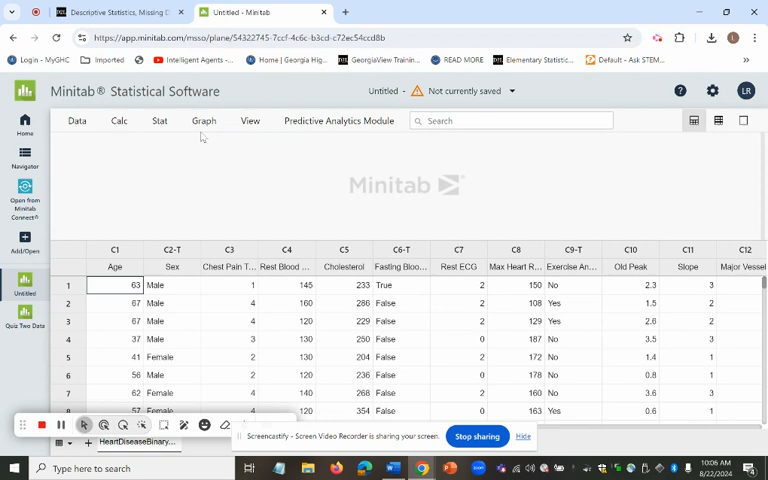 Descriptive Statistics, Missing D
Untitled - Minitab
https://app.minitab.com/msso/plane/54322745-7ccf-4c6c-b3cd-c72ec54ccd8b
Login - MyGHC
Imported
Intelligent Agents -...
Home | Georgia Hig...
GeorgiaView Training...
READ MORE
Elementary Statistic...
Default - Ask STEM...
Minitab® Statistical Software
Untitled - Not currently saved
LR
Home
Data Calc Stat Graph View Predictive Analytics Module Search
Navigator
Minitab
Open from Minitab Connect®
Add/Open
Untitled
Quiz Two Data
C1 C2-T C3 C4 C5 C6-T C7 C8 C9-T C10 C11 C12
Age Sex Chest Pain T... Rest Blood ... Cholesterol Fasting Bloo... Rest ECG Max Heart R... Exercise An... Old Peak Slope Major Vessel
1 63 Male 1 145 233 True 2 150 No 2.3 3
2 67 Male 4 160 286 False 2 108 Yes 1.5 2
3 67 Male 4 120 229 False 2 129 Yes 2.6 2
4 37 Male 3 130 250 False 0 187 No 3.5 3
5 41 Female 2 130 204 False 2 172 No 1.4 1
6 56 Male 2 120 236 False 0 178 No 0.8 1
7 62 Female 4 140 268 False 2 160 No 3.6 3
8 57 Female 4 120 354 False 0 163 Yes 0.6 1
Screencastify - Screen Video Recorder is sharing your screen.
Stop sharing
Hide
HeartDiseaseBinary...
Type here to search
10:06 AM
8/22/2024